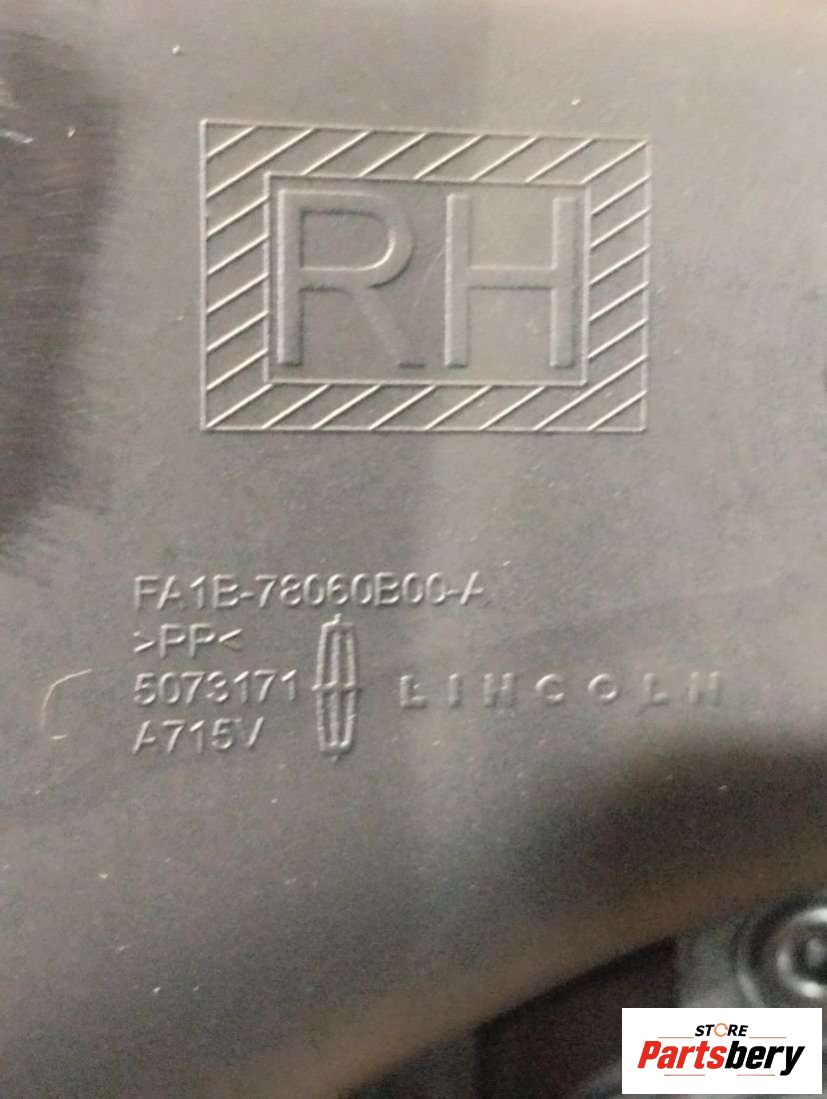 RH
FA1B-78060B00-A
>PP<
5073171
LINCOLN
A715V
STORE
Partsbery